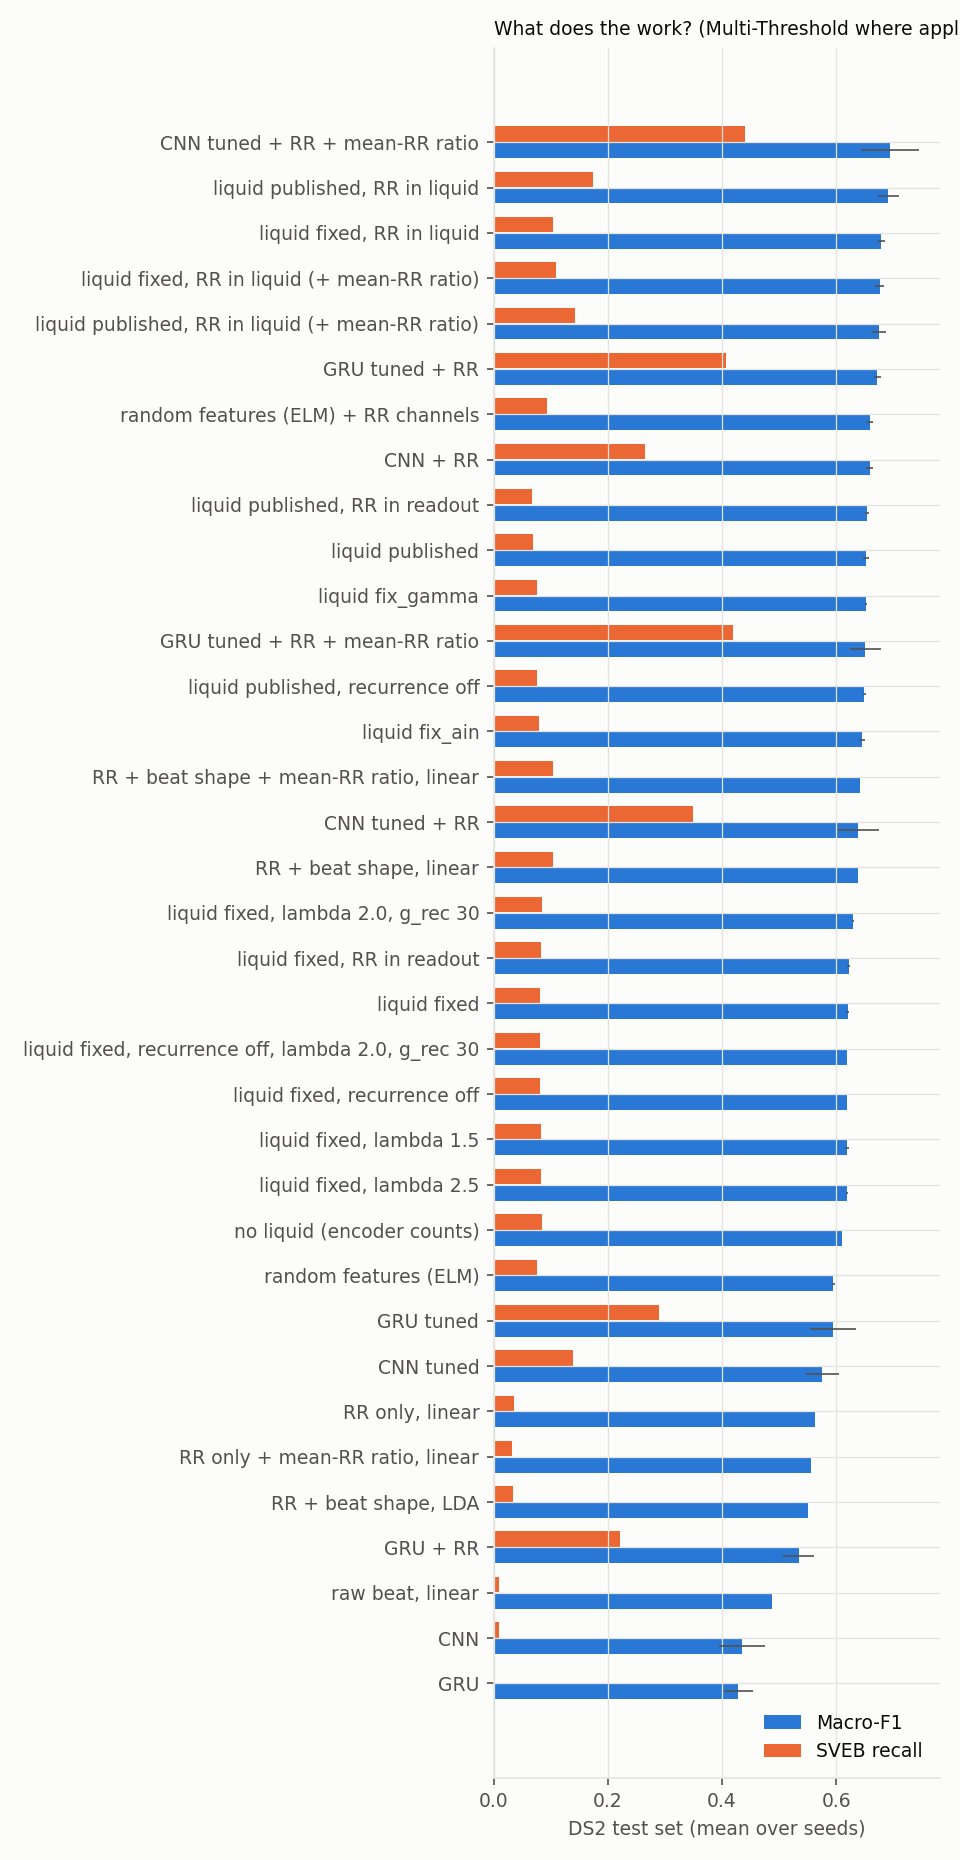 What does the work? (Multi-Threshold where appl
CNN tuned + RR + mean-RR ratio
liquid published, RR in liquid
liquid fixed, RR in liquid
liquid fixed, RR in liquid (+ mean-RR ratio)
liquid published, RR in liquid (+ mean-RR ratio)
GRU tuned + RR
random features (ELM) + RR channels
CNN + RR
liquid published, RR in readout
liquid published
liquid fix_gamma
GRU tuned + RR + mean-RR ratio
liquid published, recurrence off
liquid fix_ain
RR + beat shape + mean-RR ratio, linear
CNN tuned + RR
RR + beat shape, linear
liquid fixed, lambda 2.0, g_rec 30
liquid fixed, RR in readout
liquid fixed
liquid fixed, recurrence off, lambda 2.0, g_rec 30
liquid fixed, recurrence off
liquid fixed, lambda 1.5
liquid fixed, lambda 2.5
no liquid (encoder counts)
random features (ELM)
GRU tuned
CNN tuned
RR only, linear
RR only + mean-RR ratio, linear
RR + beat shape, LDA
GRU + RR
raw beat, linear
CNN
GRU
Macro-F1
SVEB recall
0.0 0.2 0.4 0.6
DS2 test set (mean over seeds)